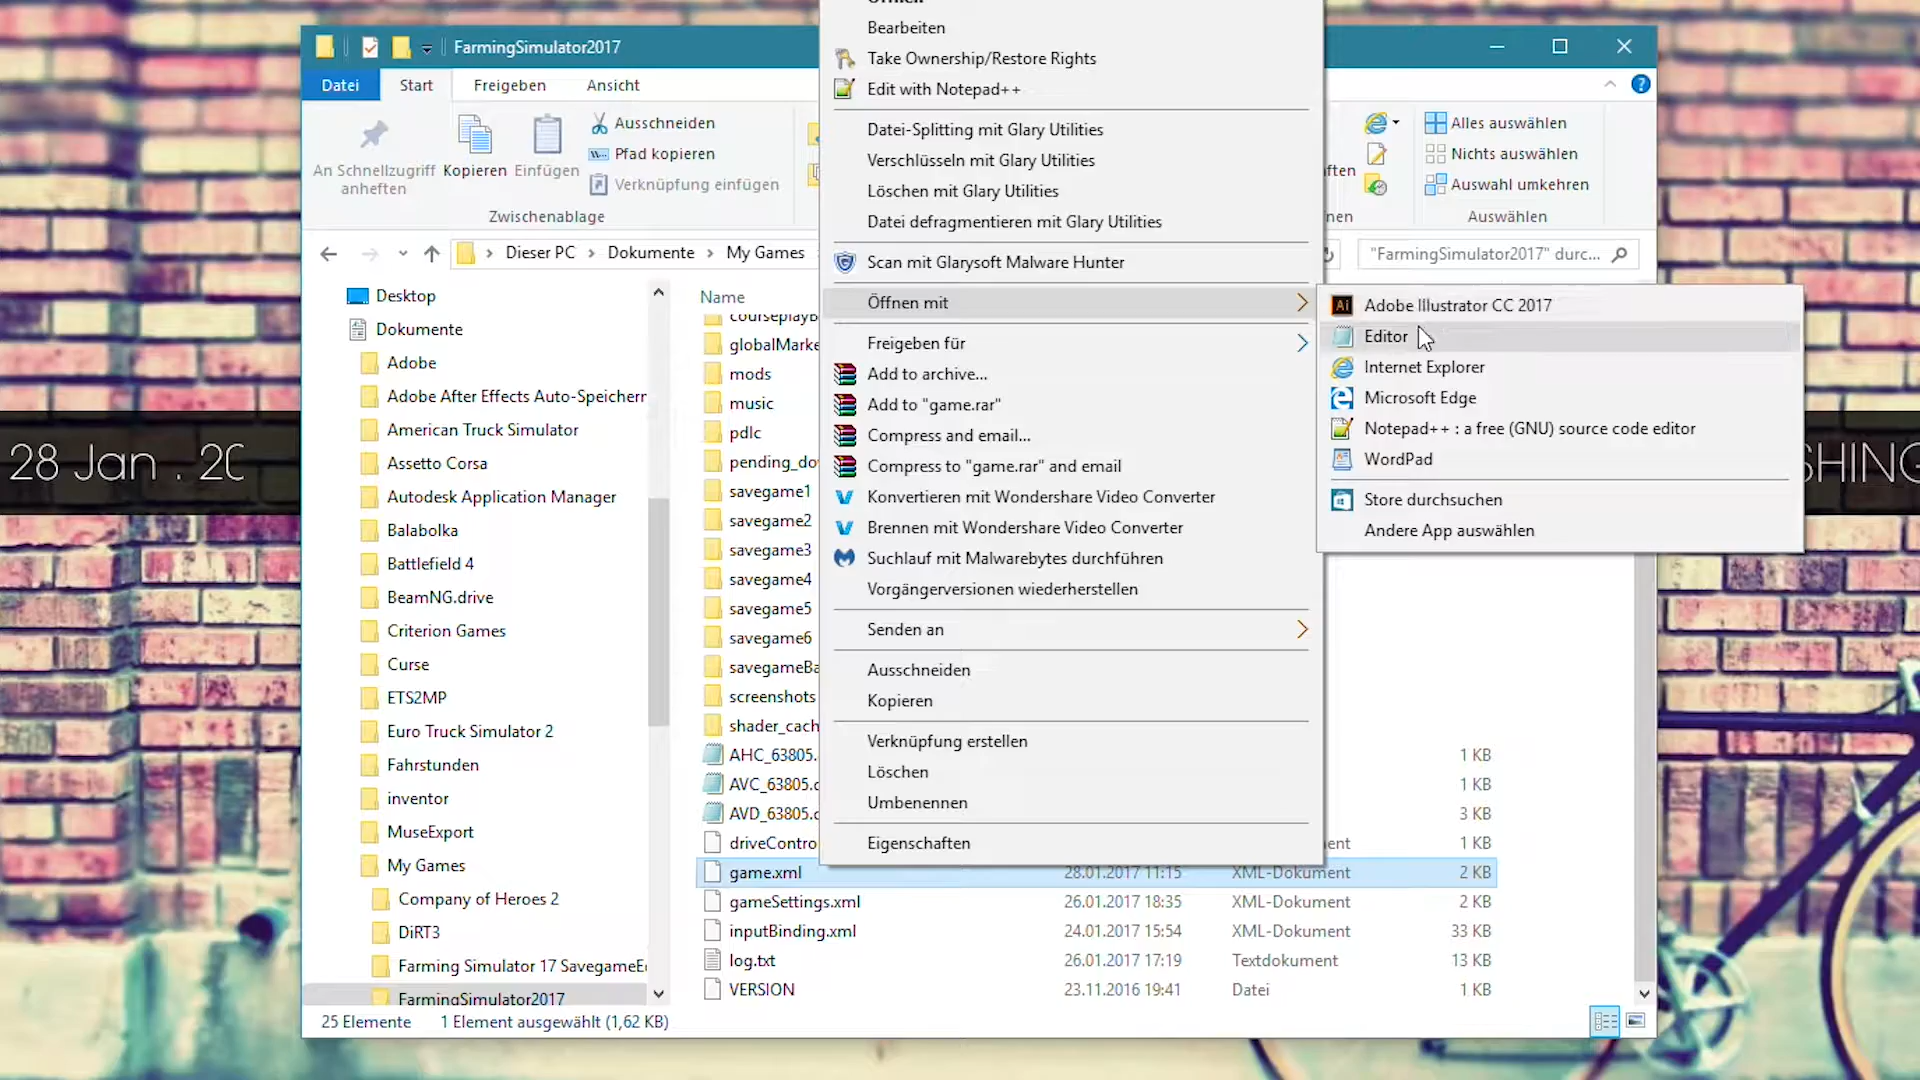 FarmingSimulator2017
Datei
Start
Freigeben
Ansicht
An Schnellzugriff
anheften
Kopieren
Einfügen
Ausschneiden
Pfad kopieren
Verknüpfung einfügen
Zwischenablage
Alles auswählen
Nichts auswählen
Auswahl umkehren
Auswählen
Dieser PC
Dokumente
My Games
"FarmingSimulator2017" durc...
Desktop
Dokumente
Adobe
Adobe After Effects Auto-Speichern
American Truck Simulator
Assetto Corsa
Autodesk Application Manager
Balabolka
Battlefield 4
BeamNG.drive
Criterion Games
Curse
ETS2MP
Euro Truck Simulator 2
Fahrstunden
inventor
MuseExport
My Games
Company of Heroes 2
DiRT3
Farming Simulator 17 SavegameEd
FarmingSimulator2017
Name
courseplayB
globalMarke
mods
music
pdlc
pending_do
savegame1
savegame2
savegame3
savegame4
savegame5
savegame6
savegameBa
screenshots
shader_cach
AHC_63805. 1 KB
AVC_63805.c 1 KB
AVD_63805.c 3 KB
driveContro ent 1 KB
game.xml 28.01.2017 11:15 XML-Dokument 2 KB
gameSettings.xml 26.01.2017 18:35 XML-Dokument 2 KB
inputBinding.xml 24.01.2017 15:54 XML-Dokument 33 KB
log.txt 26.01.2017 17:19 Textdokument 13 KB
VERSION 23.11.2016 19:41 Datei 1 KB
25 Elemente 1 Element ausgewählt (1,62 KB)
Öffnen
Bearbeiten
Take Ownership/Restore Rights
Edit with Notepad++
Datei-Splitting mit Glary Utilities
Verschlüsseln mit Glary Utilities
Löschen mit Glary Utilities
Datei defragmentieren mit Glary Utilities
Scan mit Glarysoft Malware Hunter
Öffnen mit
Freigeben für
Add to archive...
Add to "game.rar"
Compress and email...
Compress to "game.rar" and email
Konvertieren mit Wondershare Video Converter
Brennen mit Wondershare Video Converter
Suchlauf mit Malwarebytes durchführen
Vorgängerversionen wiederherstellen
Senden an
Ausschneiden
Kopieren
Verknüpfung erstellen
Löschen
Umbenennen
Eigenschaften
Adobe Illustrator CC 2017
Editor
Internet Explorer
Microsoft Edge
Notepad++ : a free (GNU) source code editor
WordPad
Store durchsuchen
Andere App auswählen
28 Jan . 20
SHING